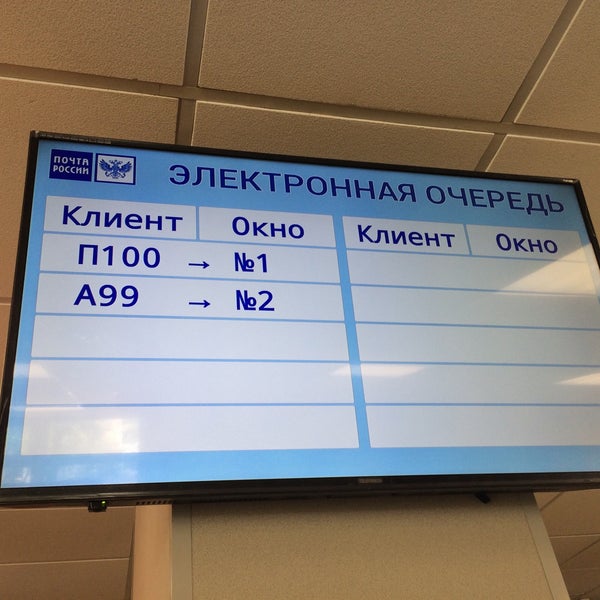 ПОЧТА
РОССИИ
ЭЛЕКТРОННАЯ ОЧЕРЕДЬ
Клиент Окно Клиент Окно
П100 → №1
А99 → №2